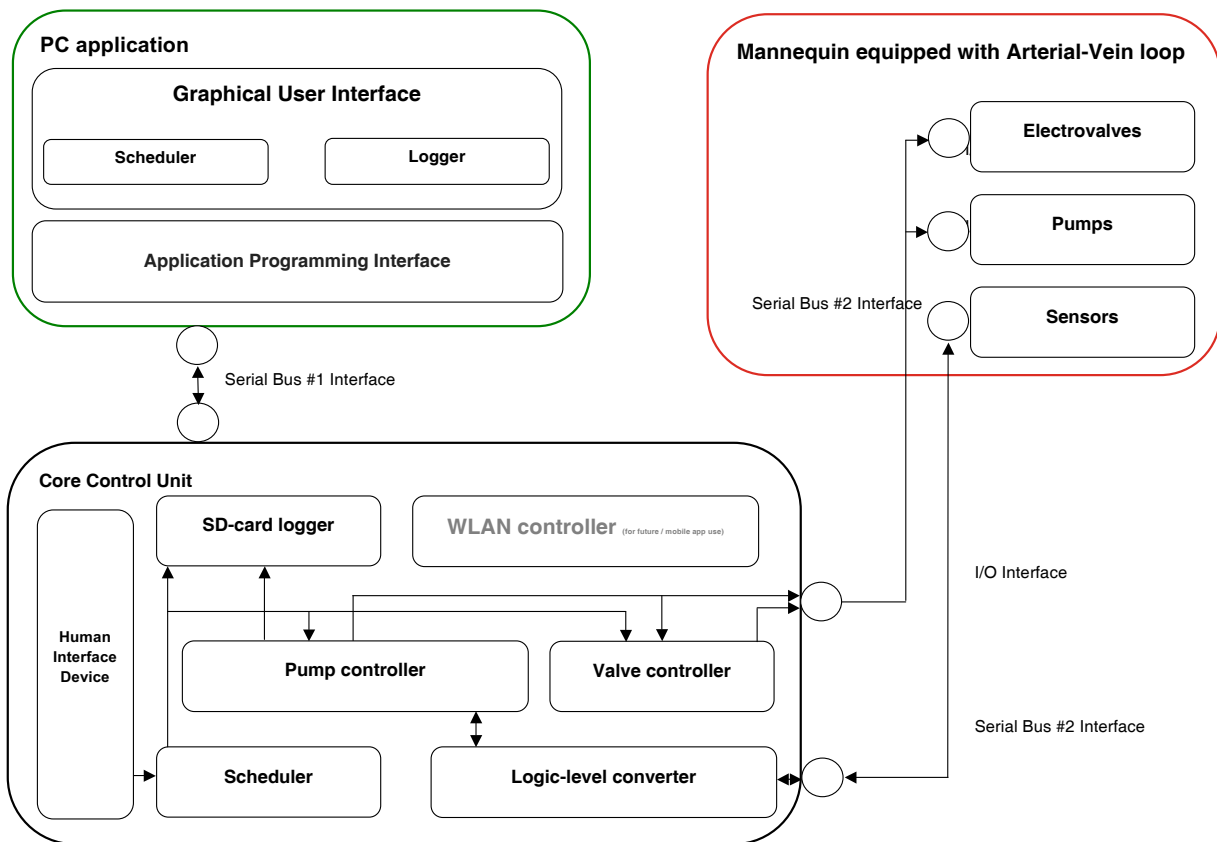 PC application
Graphical User Interface
Scheduler
Logger
Application Programming Interface
Serial Bus #1 Interface
Mannequin equipped with Arterial-Vein loop
Electrovalves
Pumps
Serial Bus #2 Interface
Sensors
Core Control Unit
SD-card logger
WLAN controller (for future / mobile app use)
I/O Interface
Human
Interface
Device
Pump controller
Valve controller
Serial Bus #2 Interface
Scheduler
Logic-level converter